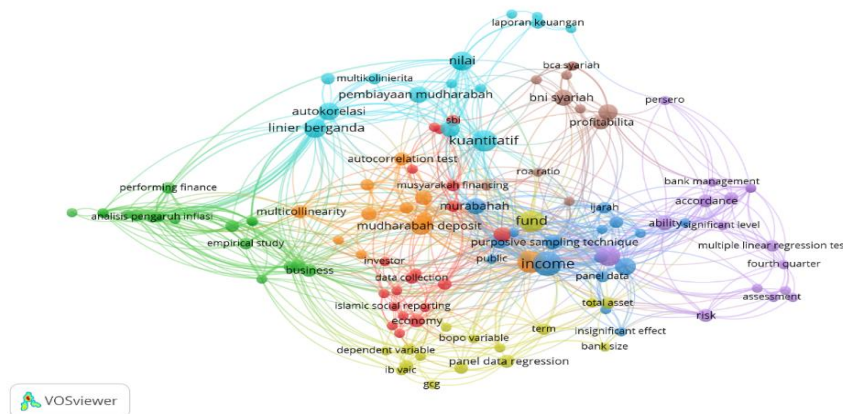 laporan keuangan
nilai
bca syariah
multikolinierita
pembiayaan mudharabah
bni syariah
persero
autokorelasi
sbi
profitabilita
linier berganda
kuantitatif
autocorrelation test
roa ratio
performing finance
musyarakah financing
bank management
multicollinearity
murabahah
ijarah
accordance
analisis pengaruh inflasi
mudharabah deposit
fund
ability
significant level
empirical study
purposive sampling technique
multiple linear regression tes
public
investor
income
panel data
fourth quarter
business
data collection
islamic social reporting
total asset
assessment
economy
term
insignificant effect
risk
bopo variable
dependent variable
panel data regression
bank size
ib vaic
gcg
VOSviewer